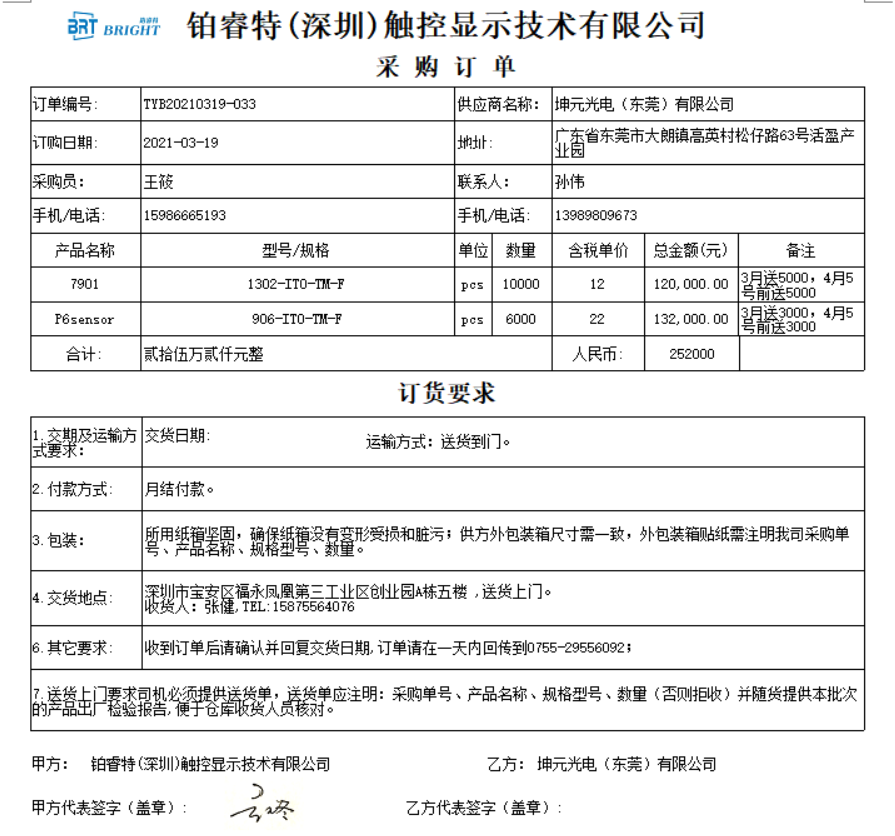 BRT 铂睿特 BRIGHT 铂睿特(深圳)触控显示技术有限公司
采 购 订 单
订单编号: TYB20210319-033 供应商名称: 坤元光电（东莞）有限公司
订购日期: 2021-03-19 地址: 广东省东莞市大朗镇高英村松仔路63号活盈产
业园
采购员: 王筱 联系人: 孙伟
手机/电话: 15986665193 手机/电话: 13989809673
产品名称 型号/规格 单位 数量 含税单价 总金额(元) 备注
7901 1302-ITO-TM-F pcs 10000 12 120,000.00 3月送5000，4月5
号前送5000
P6sensor 906-ITO-TM-F pcs 6000 22 132,000.00 3月送3000，4月5
号前送3000
合计: 贰拾伍万贰仟元整 人民币: 252000
订货要求
1.交期及运输方
式要求: 交货日期: 运输方式: 送货到门。
2.付款方式: 月结付款。
3.包装: 所用纸箱坚固，确保纸箱没有变形受损和脏污；供方外包装箱尺寸需一致，外包装箱贴纸需注明我司采购单
号、产品名称、规格型号、数量。
4.交货地点: 深圳市宝安区福永凤凰第三工业区创业园A栋五楼 ,送货上门。
收货人: 张健,TEL:15875564076
6.其它要求: 收到订单后请确认并回复交货日期,订单请在一天内回传到0755-29556092;
7.送货上门要求司机必须提供送货单，送货单应注明: 采购单号、产品名称、规格型号、数量（否则拒收）并随货提供本批次
的产品出厂检验报告,便于仓库收货人员核对。
甲方: 铂睿特(深圳)触控显示技术有限公司 乙方: 坤元光电（东莞）有限公司
甲方代表签字（盖章）: 乙方代表签字（盖章）: